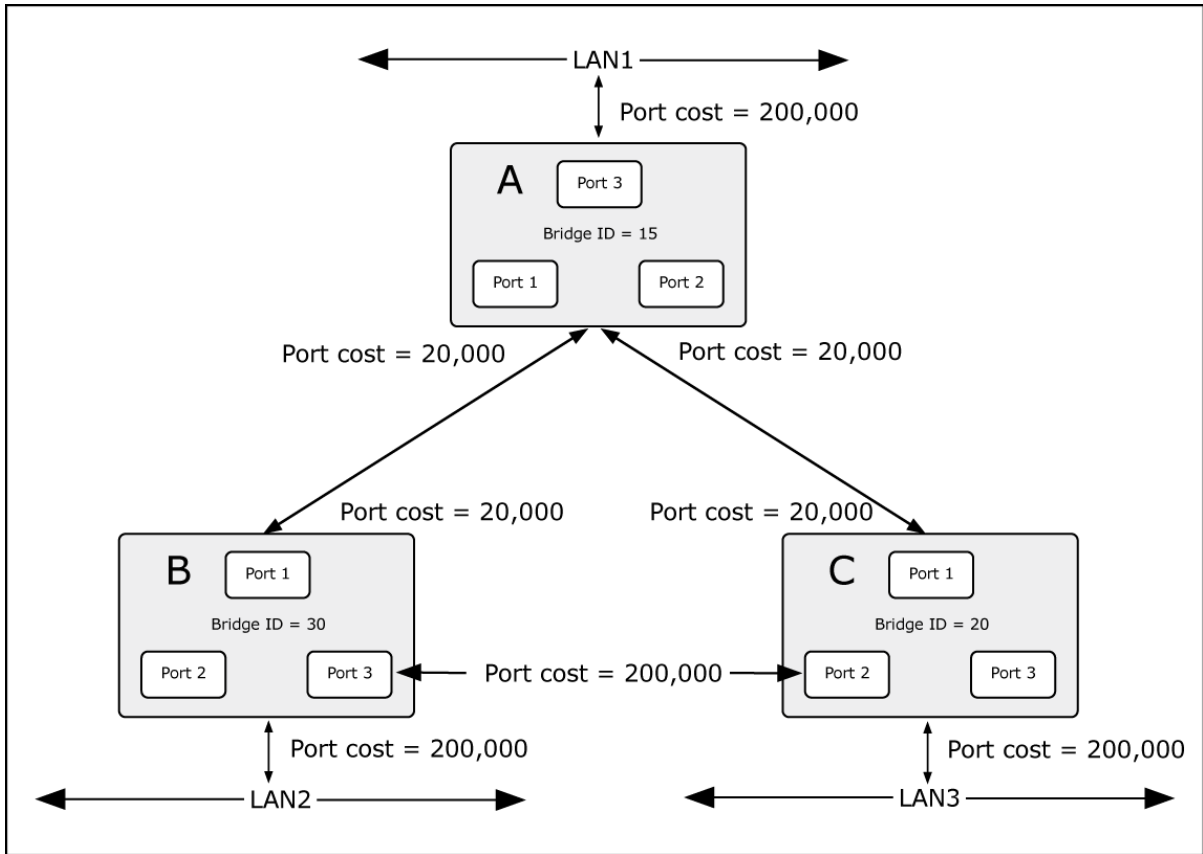 LAN1
Port cost = 200,000
A
Port 3
Bridge ID = 15
Port 1
Port 2
Port cost = 20,000
Port cost = 20,000
Port cost = 20,000
Port cost = 20,000
B
Port 1
Bridge ID = 30
Port 2
Port 3
Port cost = 200,000
C
Port 1
Bridge ID = 20
Port 2
Port 3
Port cost = 200,000
LAN2
Port cost = 200,000
LAN3